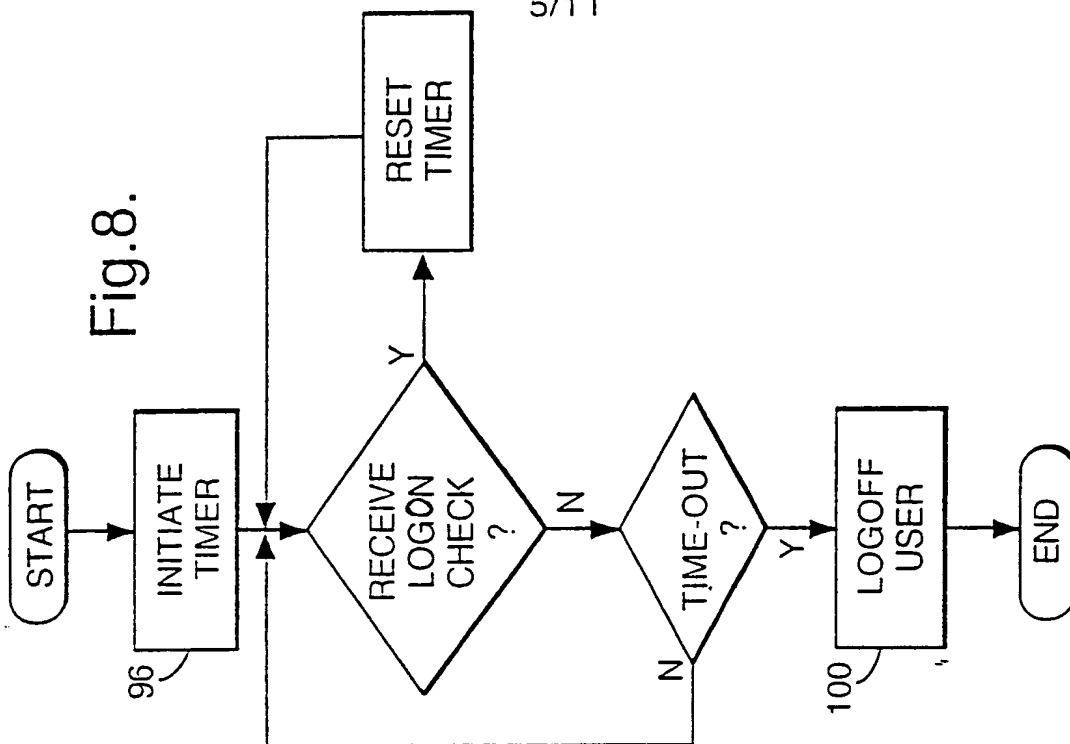 5/11
Fig.8.
START
INITIATE
TIMER
96
RESET
TIMER
RECEIVE
LOGON
CHECK
?
Y
N
TIME-OUT
?
N
Y
LOGOFF
USER
100
END